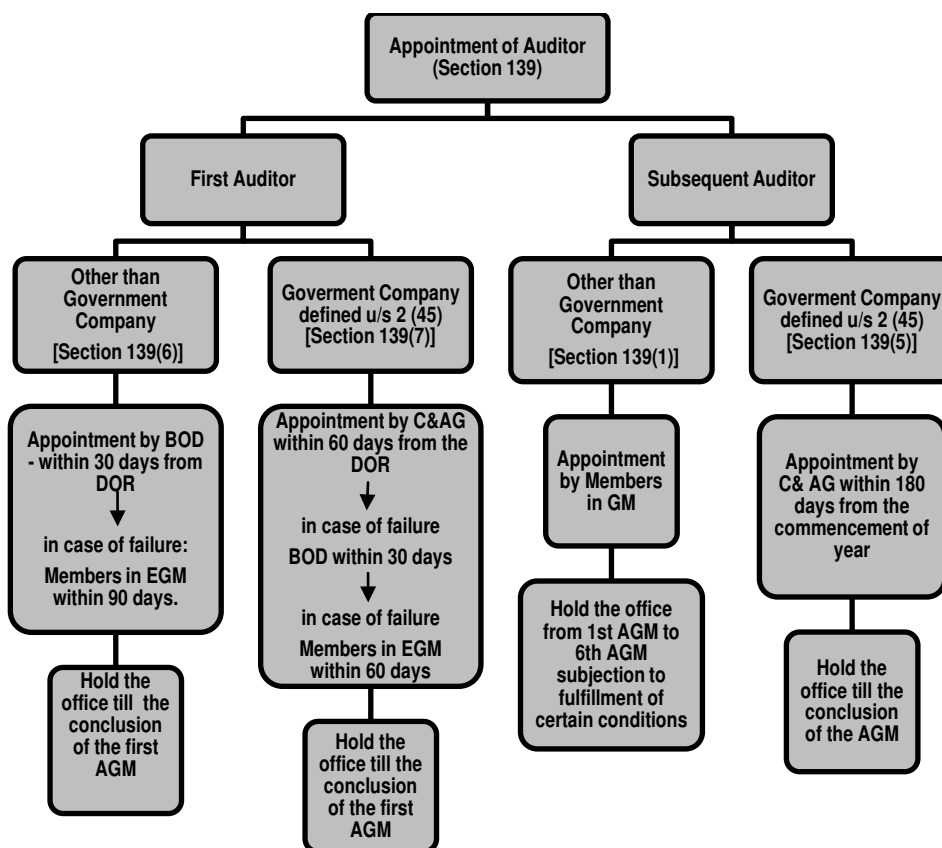 Appointment of Auditor
(Section 139)
First Auditor
Subsequent Auditor
Other than
Government
Company
[Section 139(6)]
Goverment Company
defined u/s 2 (45)
[Section 139(7)]
Other than
Government
Company
[Section 139(1)]
Goverment Company
defined u/s 2 (45)
[Section 139(5)]
Appointment by BOD
- within 30 days from
DOR
in case of failure:
Members in EGM
within 90 days.
Appointment by C&AG
within 60 days from the
DOR
in case of failure
BOD within 30 days
in case of failure
Members in EGM
within 60 days
Appointment
by Members
in GM
Appointment by
C& AG within 180
days from the
commencement of
year
Hold the
office till the
conclusion
of the first
AGM
Hold the
office till the
conclusion
of the first
AGM
Hold the office
from 1st AGM to
6th AGM
subjection to
fulfillment of
certain conditions
Hold the
office till the
conclusion
of the AGM